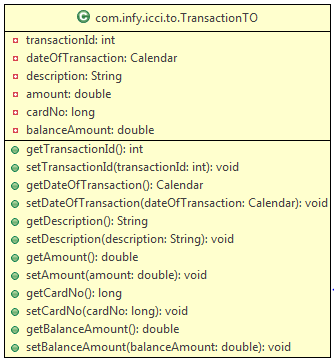 com.infy.icci.to.TransactionTO
transactionId: int
dateOfTransaction: Calendar
description: String
amount: double
cardNo: long
balanceAmount: double
getTransactionId(): int
setTransactionId(transactionId: int): void
getDateOfTransaction(): Calendar
setDateOfTransaction(dateOfTransaction: Calendar): void
getDescription(): String
setDescription(description: String): void
getAmount(): double
setAmount(amount: double): void
getCardNo(): long
setCardNo(cardNo: long): void
getBalanceAmount(): double
setBalanceAmount(balanceAmount: double): void